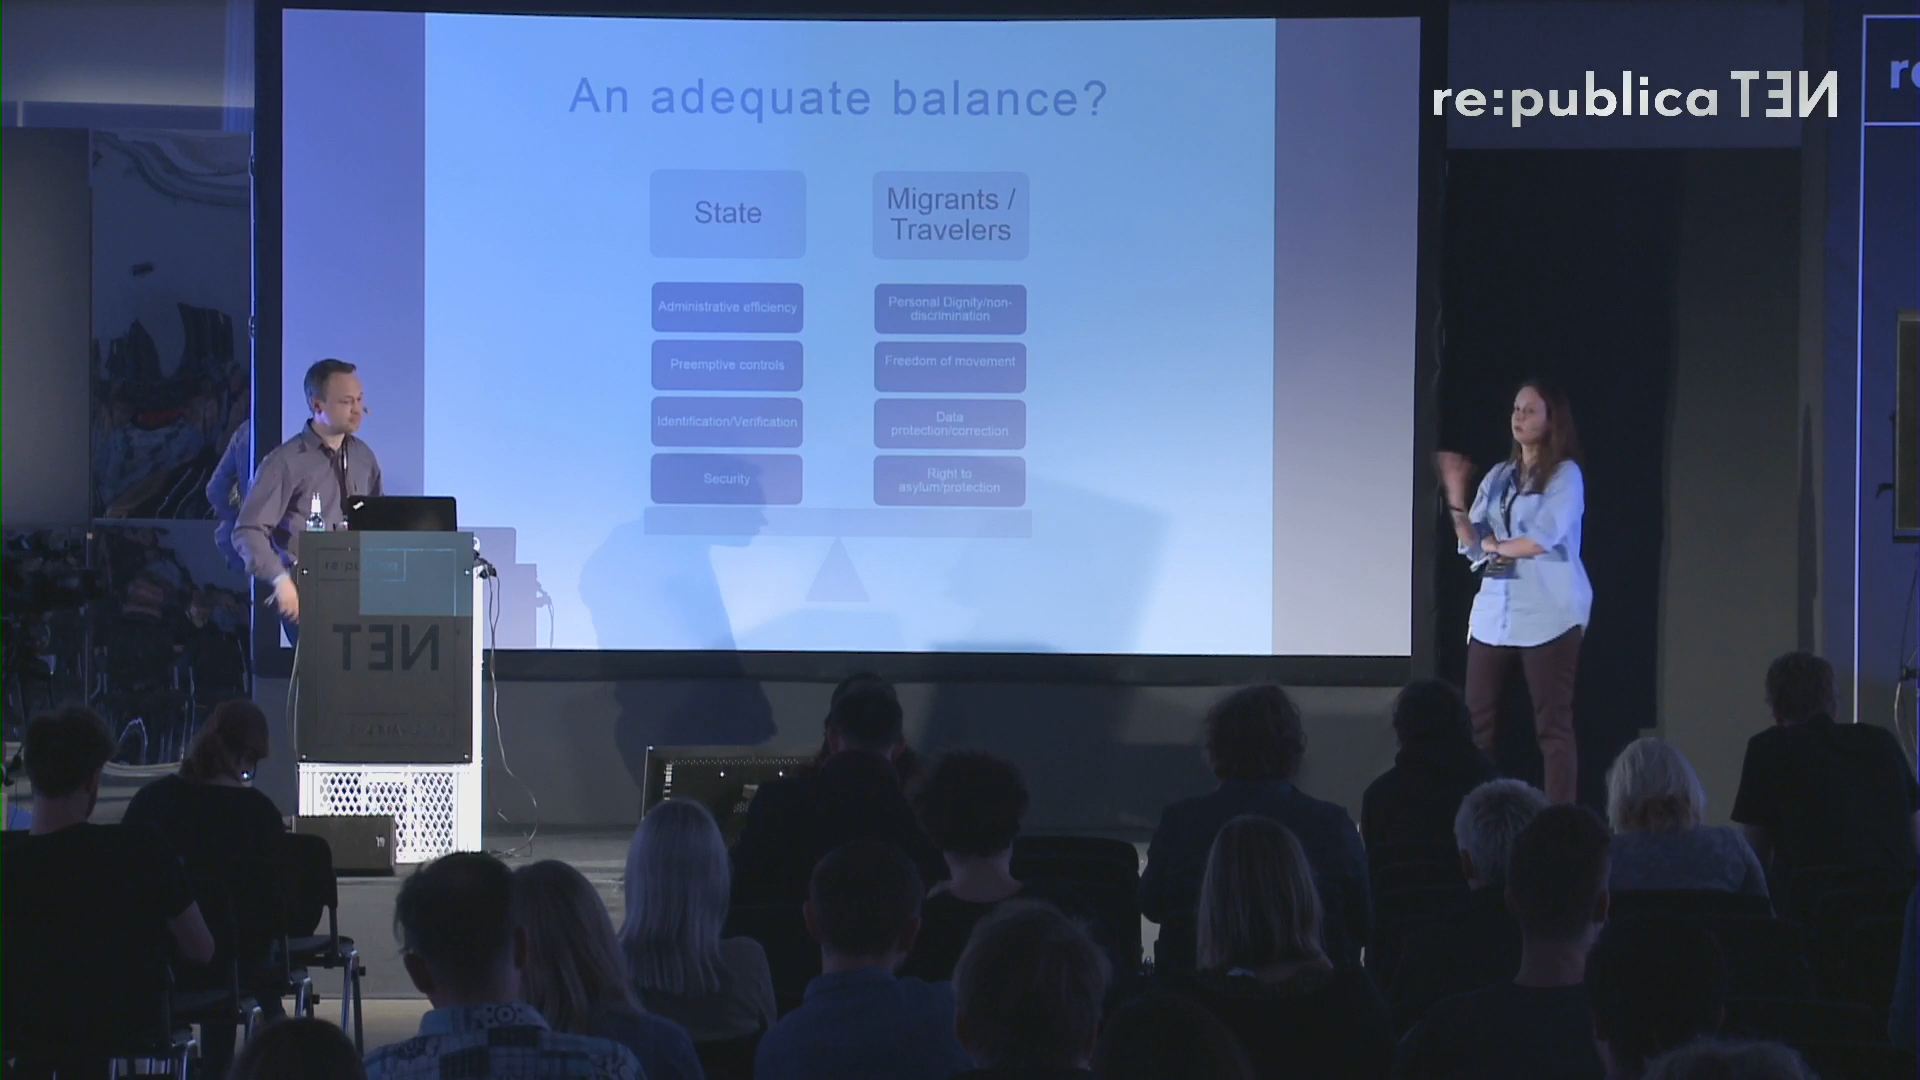 An adequate balance?
re:publica TEN
re
State
Migrants /
Travelers
Administrative efficiency
Personal Dignity/non-
discrimination
Preemptive controls
Freedom of movement
Identification/Verification
Data
protection/correction
Security
Right to
asylum/protection
TEN